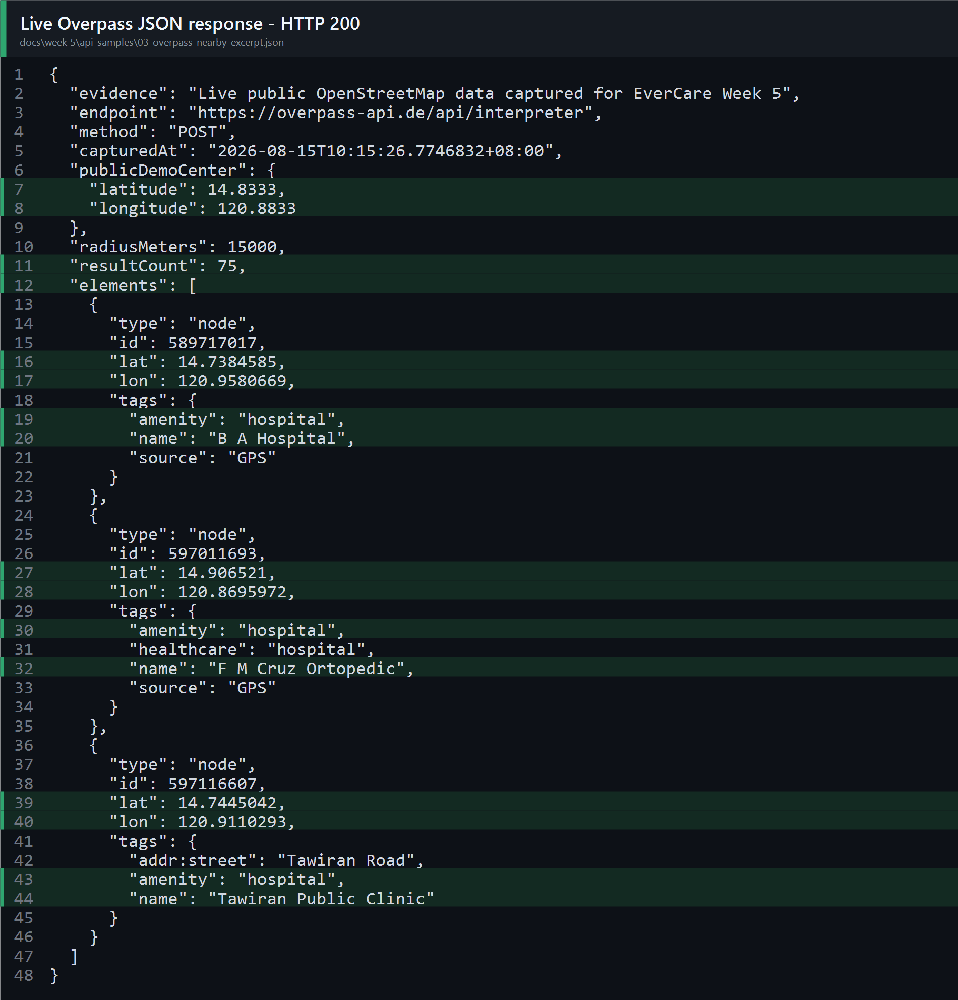 Live Overpass JSON response - HTTP 200
docs\week 5\api_samples\03_overpass_nearby_excerpt.json
1 {
2 "evidence": "Live public OpenStreetMap data captured for EverCare Week 5",
3 "endpoint": "https://overpass-api.de/api/interpreter",
4 "method": "POST",
5 "capturedAt": "2026-08-15T10:15:26.7746832+08:00",
6 "publicDemoCenter": {
7 "latitude": 14.8333,
8 "longitude": 120.8833
9 },
10 "radiusMeters": 15000,
11 "resultCount": 75,
12 "elements": [
13 {
14 "type": "node",
15 "id": 589717017,
16 "lat": 14.7384585,
17 "lon": 120.9580669,
18 "tags": {
19 "amenity": "hospital",
20 "name": "B A Hospital",
21 "source": "GPS"
22 }
23 },
24 {
25 "type": "node",
26 "id": 597011693,
27 "lat": 14.906521,
28 "lon": 120.8695972,
29 "tags": {
30 "amenity": "hospital",
31 "healthcare": "hospital",
32 "name": "F M Cruz Ortopedic",
33 "source": "GPS"
34 }
35 },
36 {
37 "type": "node",
38 "id": 597116607,
39 "lat": 14.7445042,
40 "lon": 120.9110293,
41 "tags": {
42 "addr:street": "Tawiran Road",
43 "amenity": "hospital",
44 "name": "Tawiran Public Clinic"
45 }
46 }
47 ]
48 }